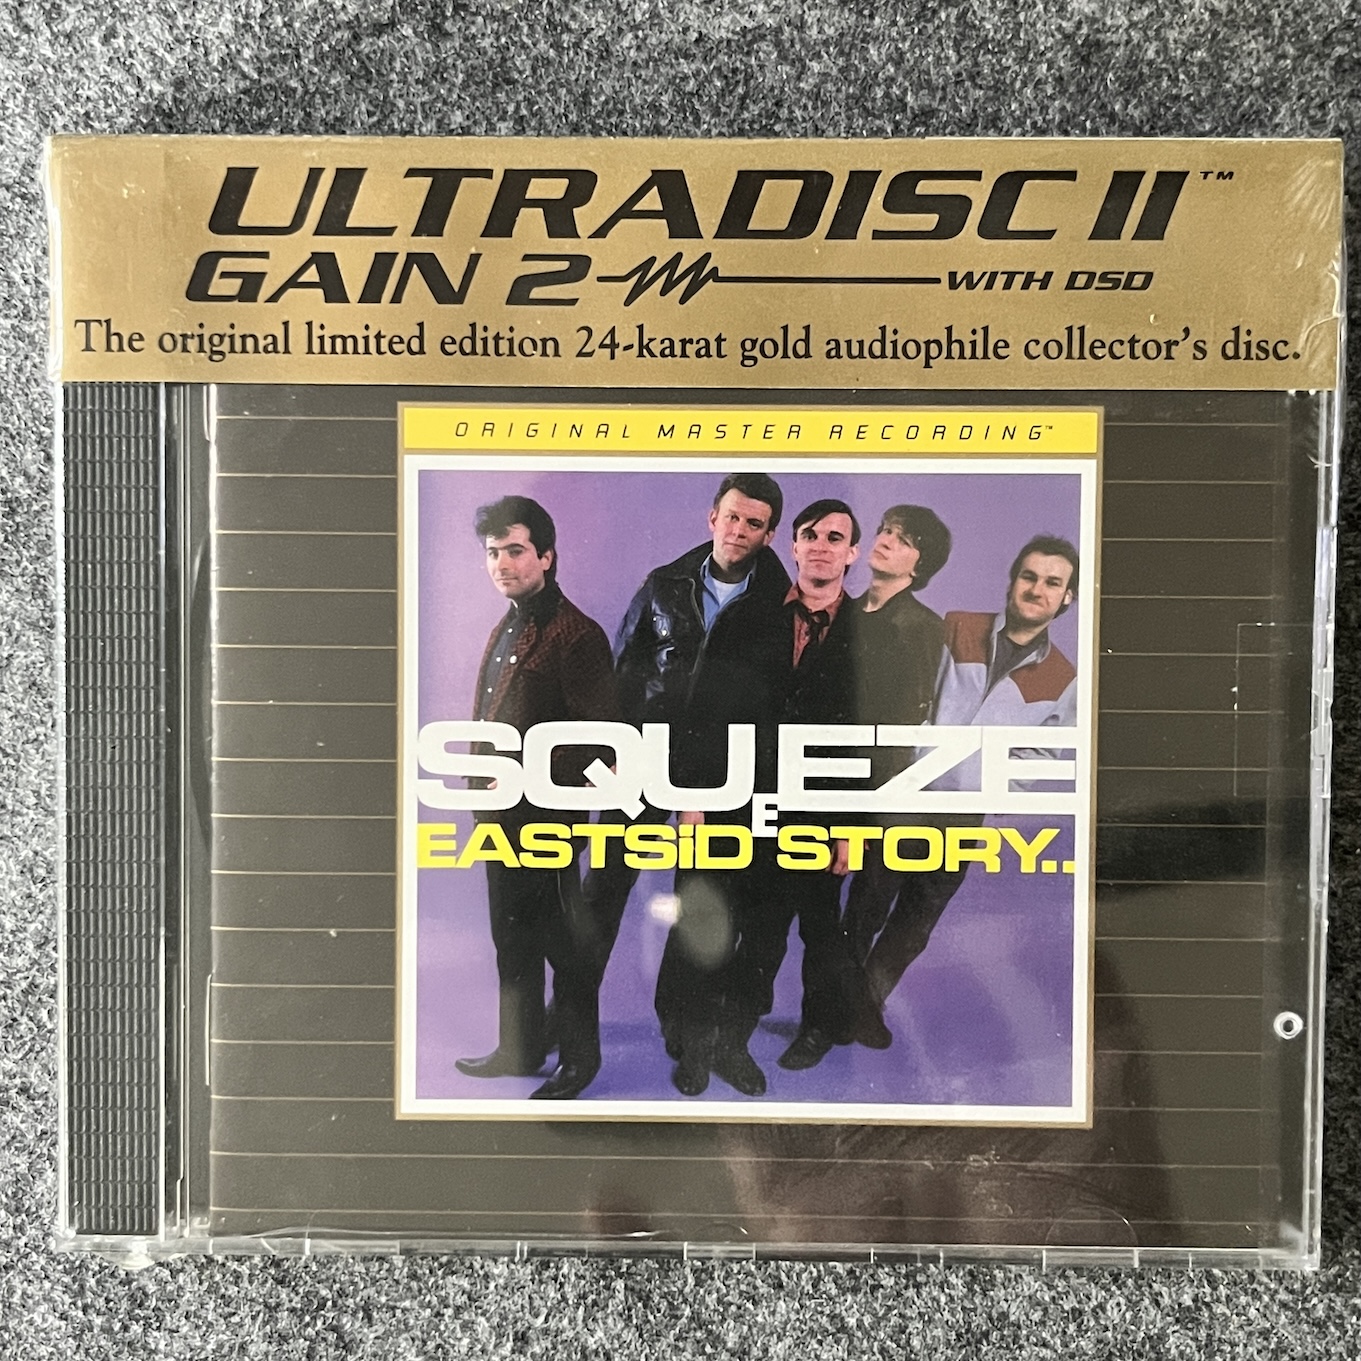 ULTRADISC II™
GAIN 2 WITH DSD
The original limited edition 24-karat gold audiophile collector's disc.
ORIGINAL MASTER RECORDING™
SQUEEZE
EASTSiDE STORY..